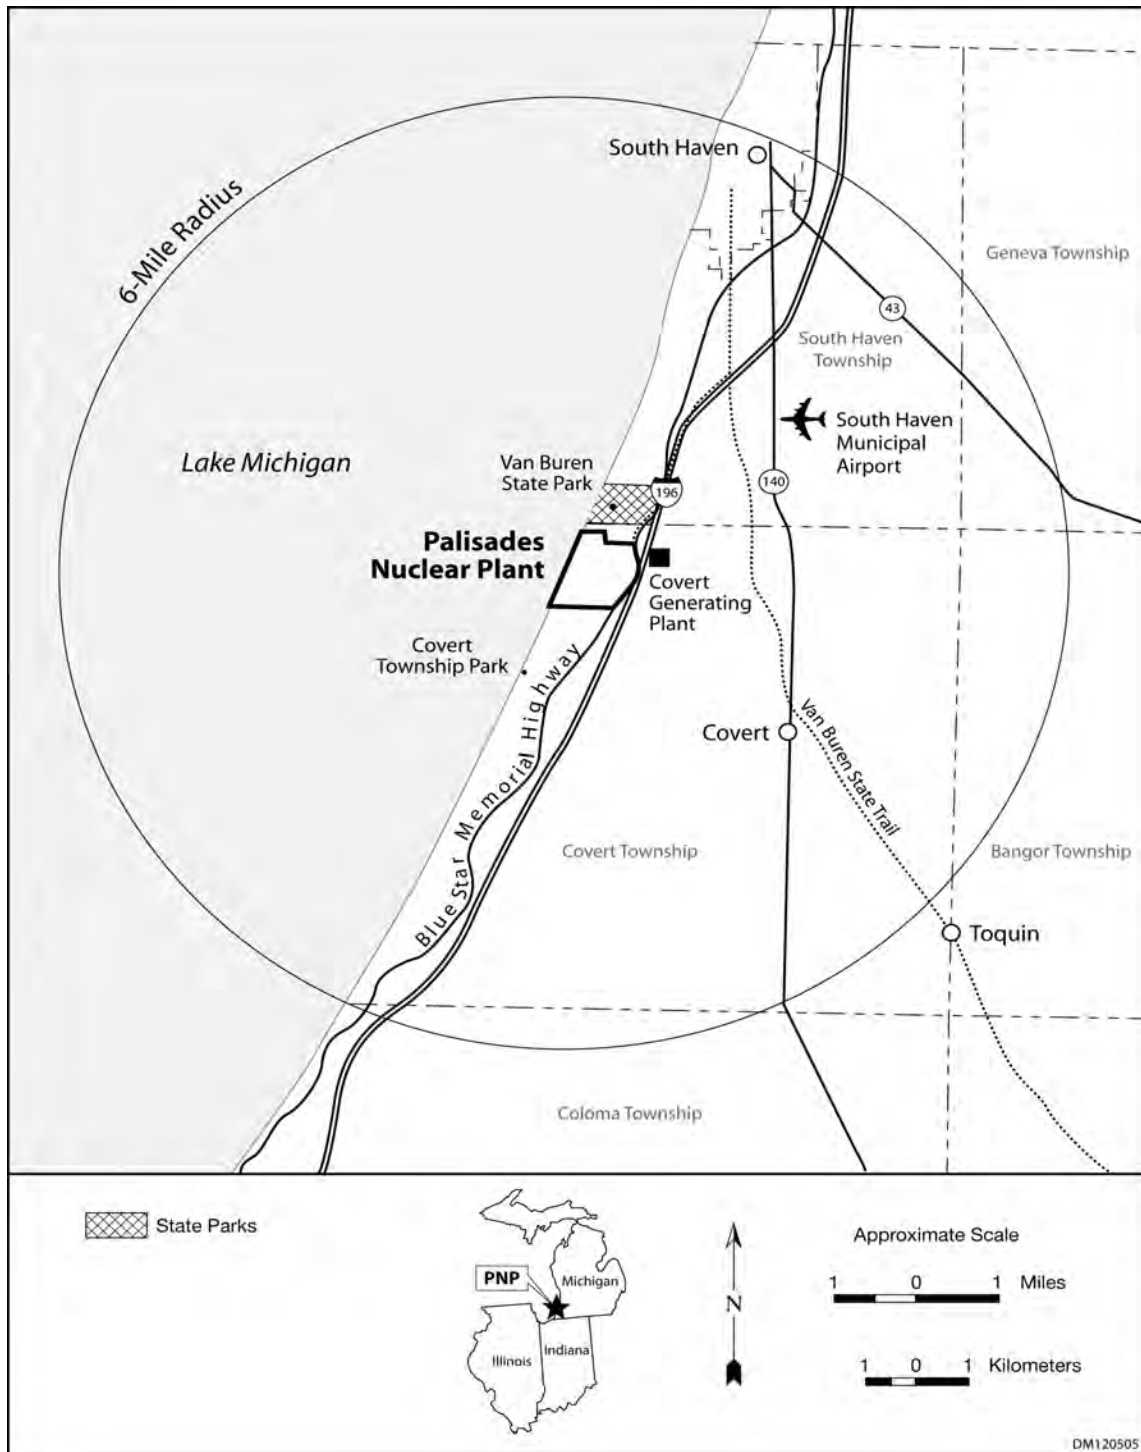 South Haven
6-Mile Radius
Geneva Township
43
South Haven
Township
Lake Michigan
South Haven
Municipal
Airport
Van Buren
State Park
196
140
Palisades
Nuclear Plant
Covert
Generating
Plant
Covert
Township Park
Blue Star Memorial Highway
Covert
Van Buren State Trail
Covert Township
Bangor Township
Toquin
Coloma Township
State Parks
PNP
Michigan
Illinois
Indiana
N
Approximate Scale
1 0 1 Miles
1 0 1 Kilometers
DM120505